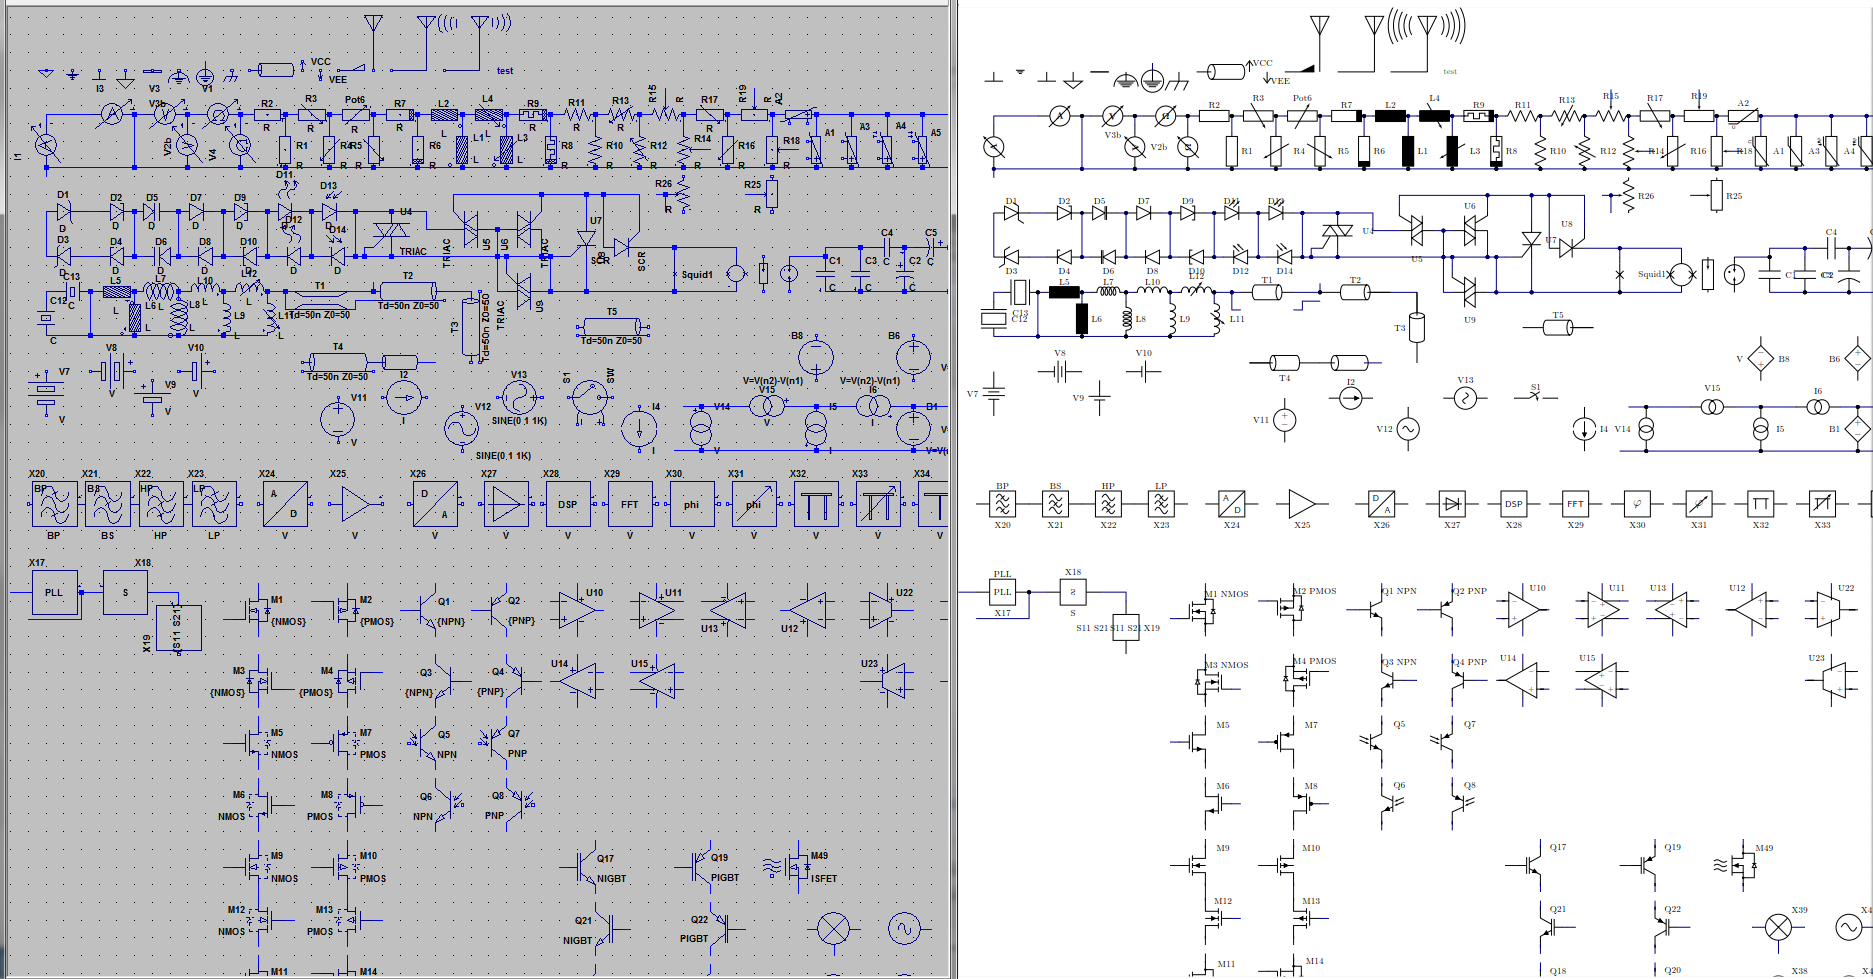 VCC
VEE
test
I3 V3 V1
V3b
R2 R3 Pot6 R7 L2 L4 R9 R11 R13 R15 R R17 R19 R A2
R R R R L L R R R R
I1 V2b V4 R1 R4 R5 R6 L1 L3 R8 R10 R12 R14 R16 R18 A1 A3 A4 A5
R R R R L L R R R R R R
D11 D13 R26 R25
D1 D2 D5 D7 D9 R R
D D D D D D12 U4 U7
D3 D4 D6 D8 D10 D14 TRIAC TRIAC U5 U6 TRIAC SCR SCR C4 C5
D D D D D D D C C
C13 L5 L7 L10 L12 T2 Squid1 C1 C3 C2
C12 C L L6 L L8 L L9 T1 C C C
Td=50n Z0=50 Td=50n Z0=50 TRIAC U9
C L L L L11 T3 Td=50n Z0=50 T5
T4 Td=50n Z0=50
Td=50n Z0=50 B8 B6
V8 V10
V7 V9 I2 V13 S1 SW V=V(n2)-V(n1) V=V(n2)-V(n1)
V V V V V11 I V12 SINE(0 1 1K) I4 V14 V15 I5 I6 B1
V SINE(0 1 1K) I V V I I
X20 X21 X22 X23 X24 X25 X26 X27 X28 X29 X30 X31 X32 X33 X34
BP BS HP LP A D D A DSP FFT phi phi
BP BS HP LP V V V V V V V V V V V
X17 X18
PLL S
X19 S11 S21
M1 M2 Q1 Q2 U10 U11 U22
{NMOS} {PMOS} {NPN} {PNP} U13 U12
M3 M4 Q3 Q4 U14 U15 U23
{NMOS} {PMOS} {NPN} {PNP}
M5 M7 Q5 Q7
NMOS PMOS NPN PNP
M6 M8 Q6 Q8
NMOS PMOS NPN PNP
M9 M10 Q17 Q19 M49
NMOS PMOS NIGBT PIGBT ISFET
M12 M13 Q21 Q22
NMOS PMOS NIGBT PIGBT
M11 M14
VCC
VEE
test
R2 R3 Pot6 R7 L2 L4 R9 R11 R13 R15 R17 R19 A2
A V Ω
V3b V2b
R1 R4 R5 R6 L1 L3 R8 R10 R12 R14 R16 R18 A1 A3 A4
R26 R25
D1 D2 D5 D7 D9 U4 U6 U8
U5 U7 C4
D3 D4 D6 D8 D10 D12 D14 Squid1 C2
L5 L7 L10 L12 T1 T2
C13
C12 L6 L8 L9 L11 U9 T3 T5
V8 V10 V B8 B6
V7 V9 T4 I2 V13 S1 V15 I6
V11 V12 I4 V14 I5 B1
BP BS HP LP
A D D A DSP FFT φ φ
X20 X21 X22 X23 X24 X25 X26 X27 X28 X29 X30 X31 X32 X33
PLL X18
PLL S
X17 S
S11 S21 S11 S21 X19
M1 NMOS M2 PMOS Q1 NPN Q2 PNP U10 U11 U13 U12 U22
M3 NMOS M4 PMOS Q3 NPN Q4 PNP U14 U15 U23
M5 M7 Q5 Q7
M6 M8 Q6 Q8
M9 M10 Q17 Q19 M49
M12 M13 Q21 Q22 X39
M11 M14 Q18 Q20 X38